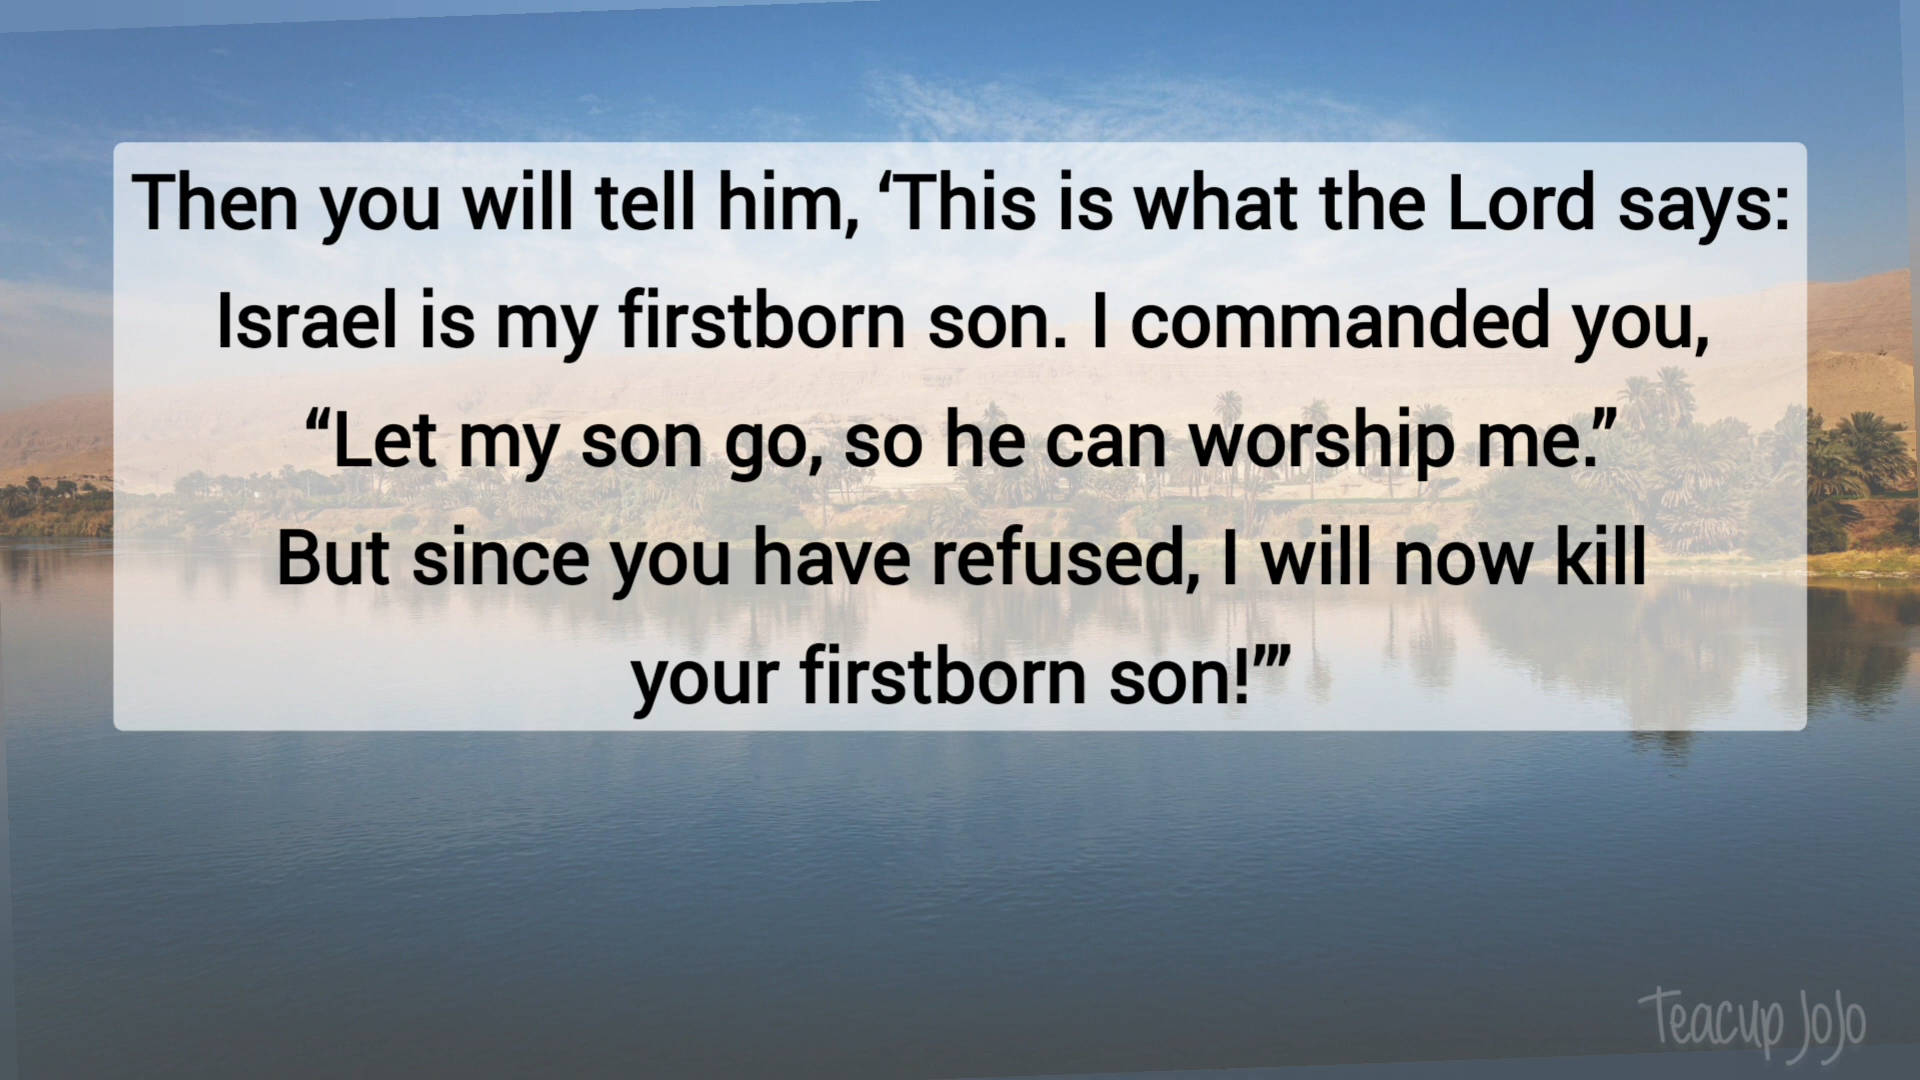 Then you will tell him, ‘This is what the Lord says:
Israel is my firstborn son. I commanded you,
“Let my son go, so he can worship me.”
But since you have refused, I will now kill
your firstborn son!’”
Teacup JoJo